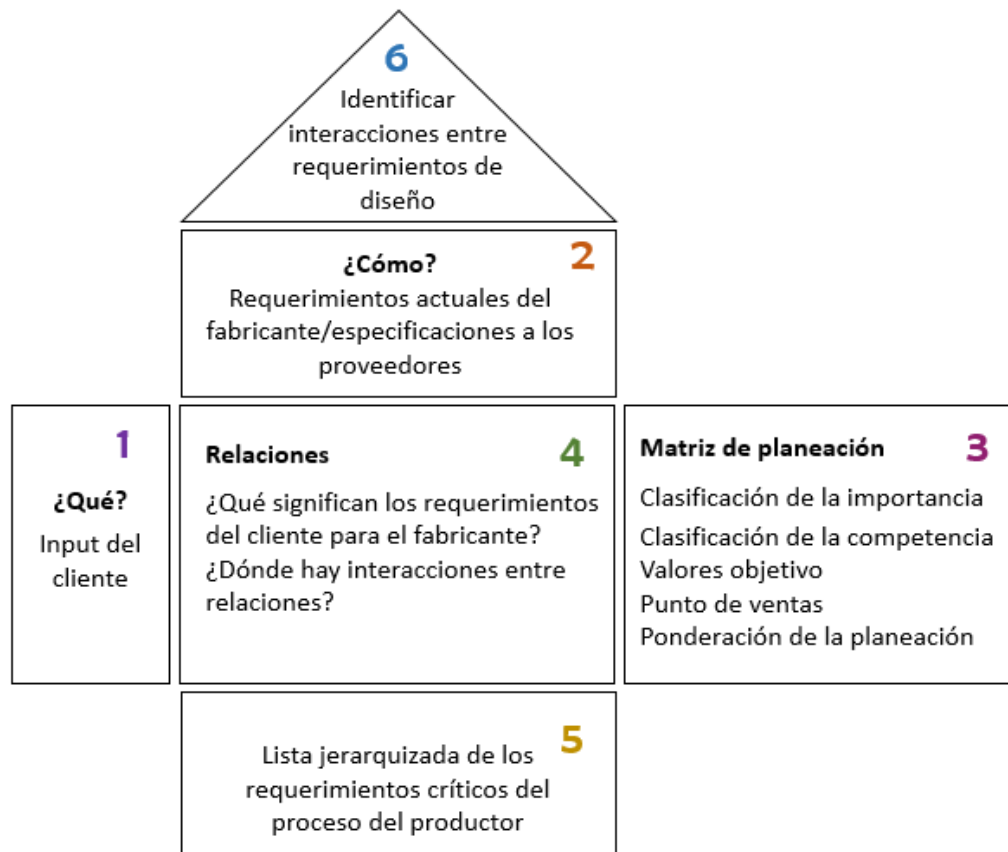 6
Identificar
interacciones entre
requerimientos de
diseño
¿Cómo?
2
Requerimientos actuales del
fabricante/especificaciones a los
proveedores
1
¿Qué?
Input del
cliente
Relaciones
4
¿Qué significan los requerimientos
del cliente para el fabricante?
¿Dónde hay interacciones entre
relaciones?
Matriz de planeación
3
Clasificación de la importancia
Clasificación de la competencia
Valores objetivo
Punto de ventas
Ponderación de la planeación
5
Lista jerarquizada de los
requerimientos críticos del
proceso del productor